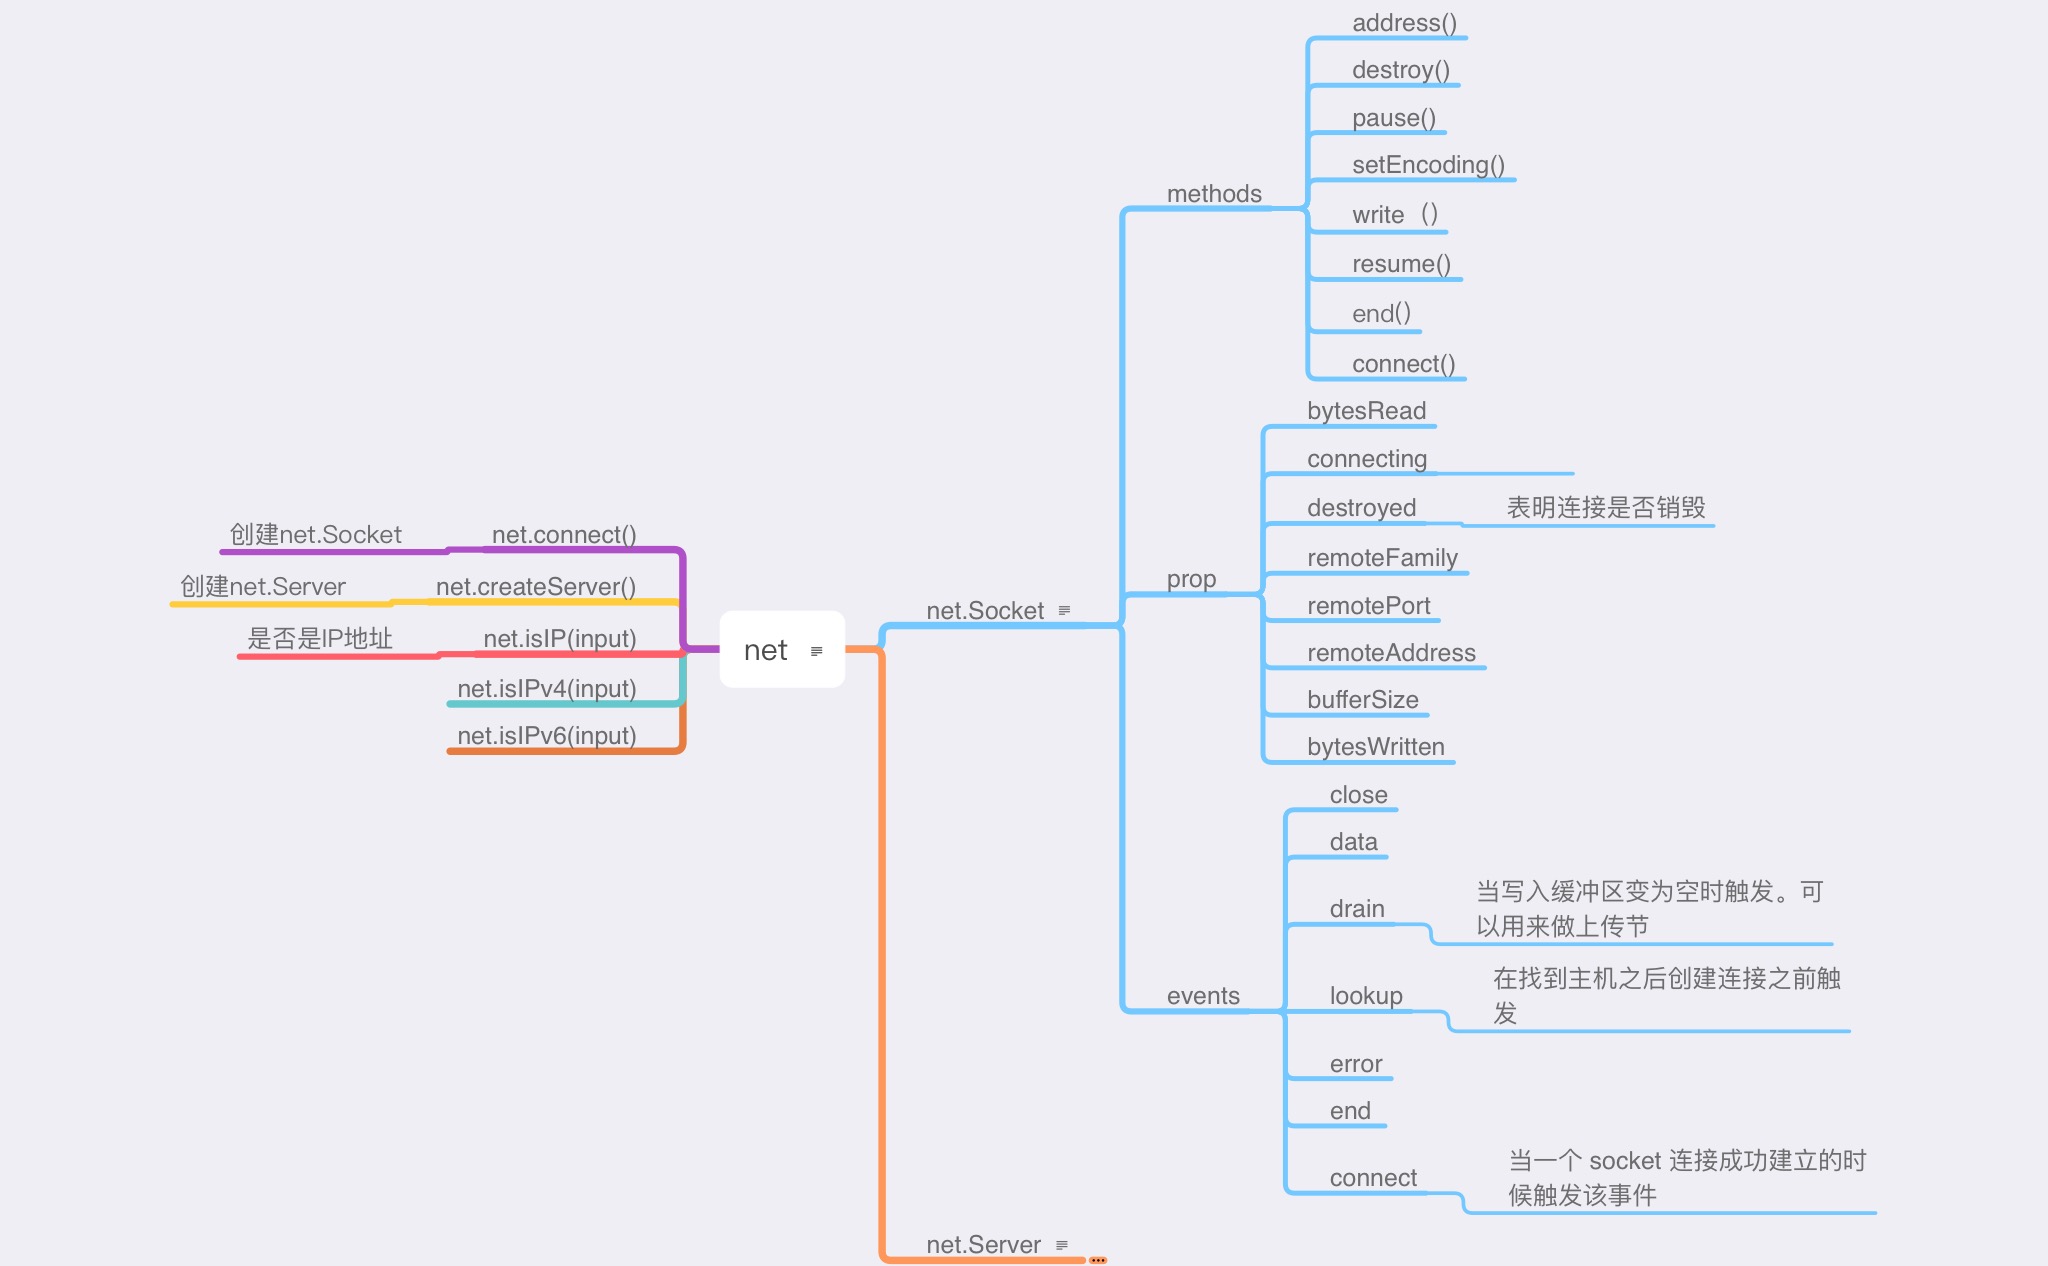 net
net.connect()
创建net.Socket
net.createServer()
创建net.Server
net.isIP(input)
是否是IP地址
net.isIPv4(input)
net.isIPv6(input)
net.Socket
methods
address()
destroy()
pause()
setEncoding()
write（）
resume()
end()
connect()
prop
bytesRead
connecting
destroyed
表明连接是否销毁
remoteFamily
remotePort
remoteAddress
bufferSize
bytesWritten
events
close
data
drain
当写入缓冲区变为空时触发。可
以用来做上传节
lookup
在找到主机之后创建连接之前触
发
error
end
connect
当一个 socket 连接成功建立的时
候触发该事件
net.Server